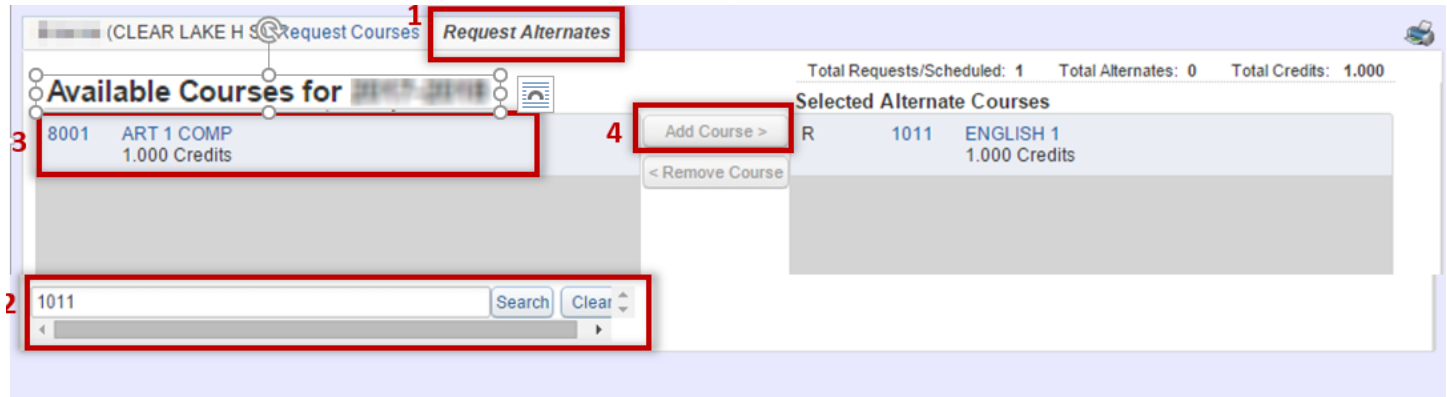 1
(CLEAR LAKE H S) Request Courses Request Alternates
Total Requests/Scheduled: 1 Total Alternates: 0 Total Credits: 1.000
Available Courses for
Selected Alternate Courses
3
8001 ART 1 COMP
1.000 Credits
4
Add Course >
< Remove Course
R 1011 ENGLISH 1
1.000 Credits
2
1011 Search Clear